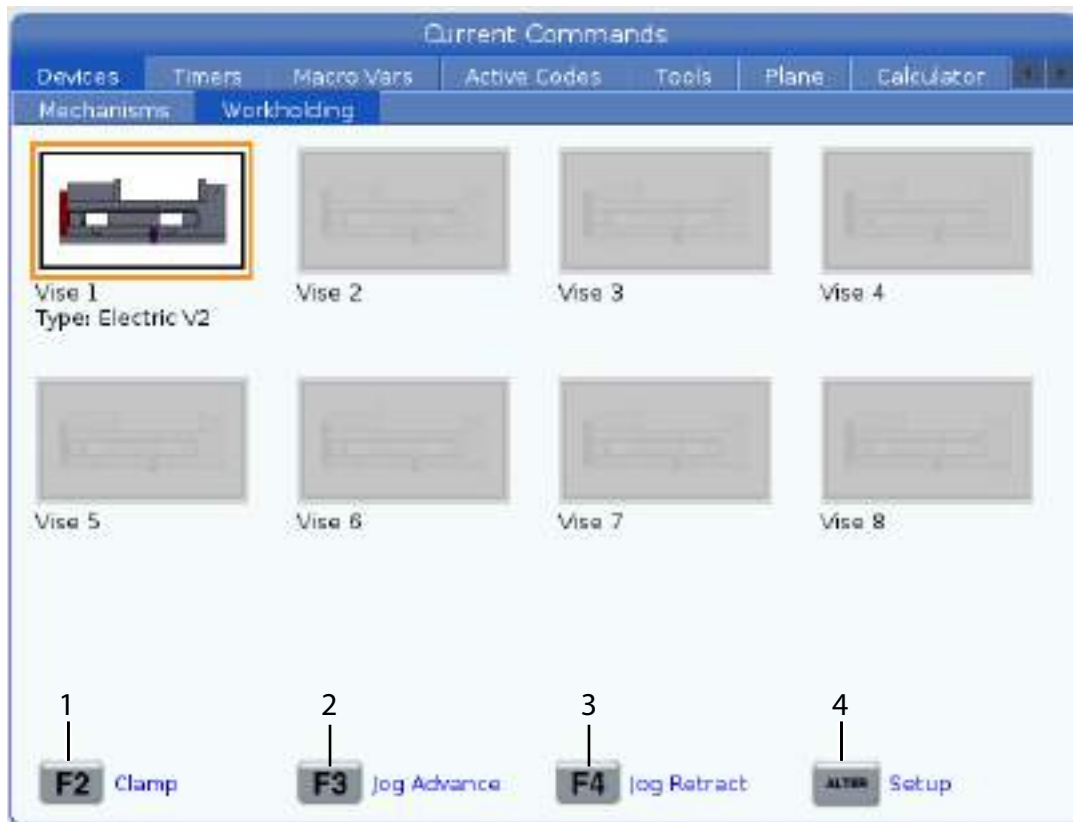 Current Commands
Devices Timers Macro Vars Active Codes Tools Plane Calculator
Mechanisms Workholding
Vise 1 Vise 2 Vise 3 Vise 4
Type: Electric V2
Vise 5 Vise 6 Vise 7 Vise 8
1 2 3 4
F2 Clamp F3 Jog Advance F4 Jog Retract ALTER Setup